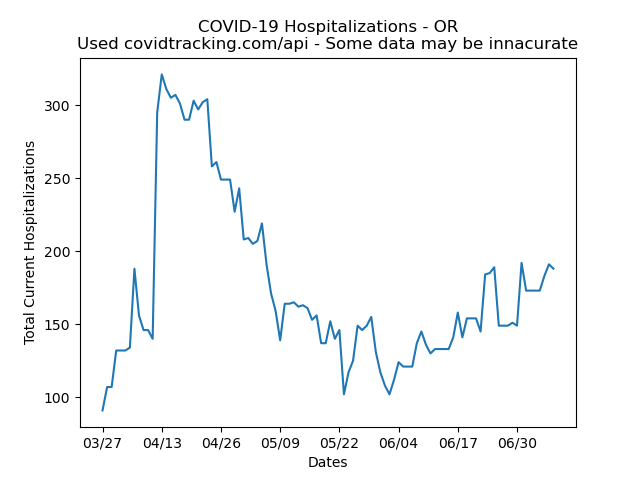 COVID-19 Hospitalizations - OR
Used covidtracking.com/api - Some data may be innacurate
Total Current Hospitalizations
300
250
200
150
100
03/27 04/13 04/26 05/09 05/22 06/04 06/17 06/30
Dates